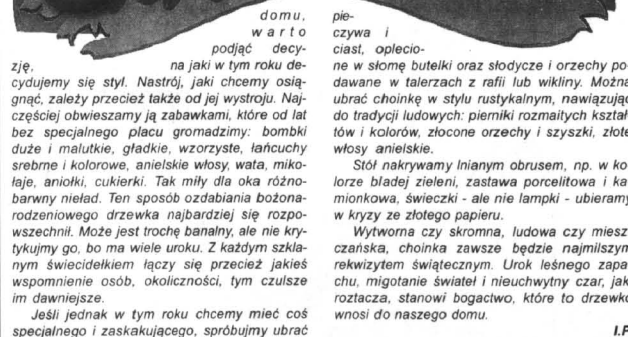 domu,
warto
podjąć decy-
zję, na jaki w tym roku de-
cydujemy się styl. Nastrój, jaki chcemy osią-
gnąć, zależy przecież także od jej wystroju. Naj-
częściej obwieszamy ją zabawkami, które od lat
bez specjalnego placu gromadzimy: bombki
duże i malutkie, gładkie, wzorzyste, łańcuchy
srebrne i kolorowe, anielskie włosy, wata, miko-
łaje, aniołki, cukierki. Tak miły dla oka różno-
barwny nieład. Ten sposób ozdabiania bożona-
rodzeniowego drzewka najbardziej się rozpo-
wszechnił. Może jest trochę banalny, ale nie kry-
tykujmy go, bo ma wiele uroku. Z każdym szkla-
nym świecidełkiem łączy się przecież jakieś
wspomnienie osób, okoliczności, tym czulsze
im dawniejsze.
Jeśli jednak w tym roku chcemy mieć coś
specjalnego i zaskakującego, spróbujmy ubrać
pie-
czywa i
ciast, oplecio-
ne w słomę butelki oraz słodycze i orzechy po-
dawane w talerzach z rafii lub wikliny. Można
ubrać choinkę w stylu rustykalnym, nawiązując
do tradycji ludowych: pierniki rozmaitych kształ-
tów i kolorów, złocone orzechy i szyszki, złote
włosy anielskie.
Stół nakrywamy lnianym obrusem, np. w ko-
lorze bladej zieleni, zastawa porcelitowa i ka-
mionkowa, świeczki - ale nie lampki - ubieramy
w kryzy ze złotego papieru.
Wytworna czy skromna, ludowa czy miesz-
czańska, choinka zawsze będzie najmilszym
rekwizytem świątecznym. Urok leśnego zapa-
chu, migotanie świateł i nieuchwytny czar, jaki
roztacza, stanowi bogactwo, które to drzewko
wnosi do naszego domu.